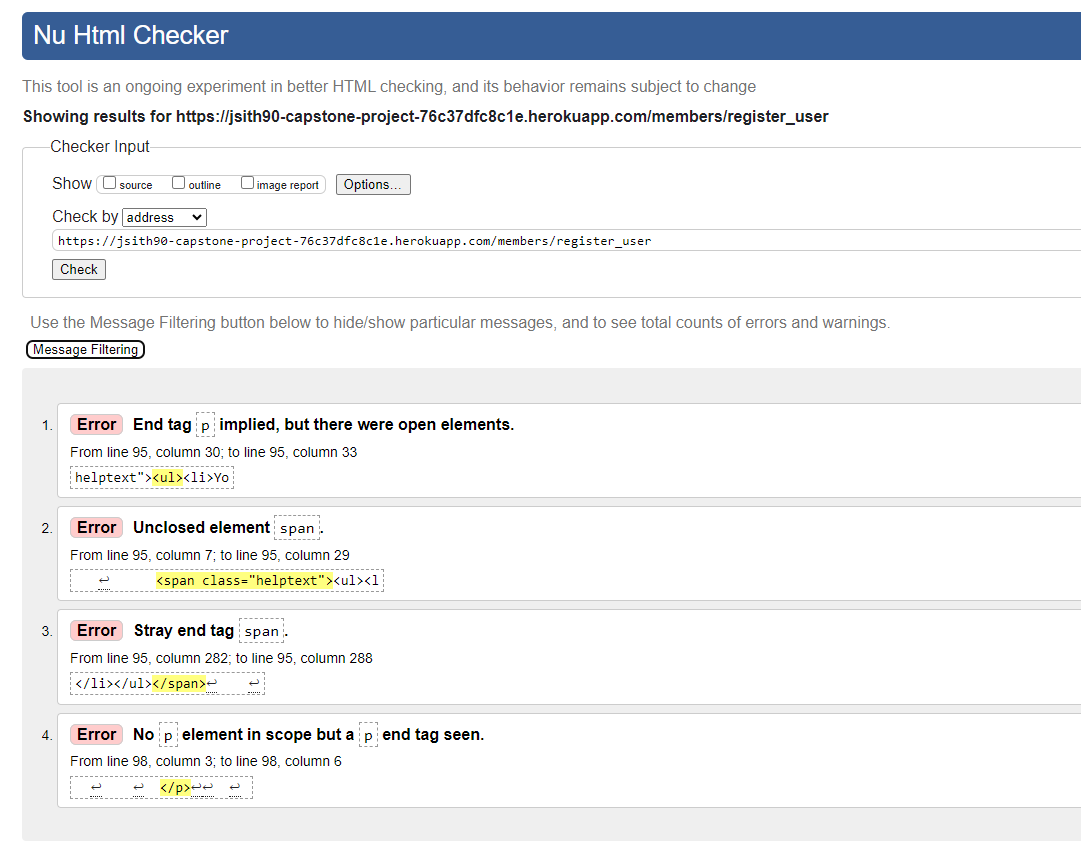 Nu Html Checker
This tool is an ongoing experiment in better HTML checking, and its behavior remains subject to change
Showing results for https://jsith90-capstone-project-76c37dfc8c1e.herokuapp.com/members/register_user
Checker Input
Show source outline image report Options...
Check by address
https://jsith90-capstone-project-76c37dfc8c1e.herokuapp.com/members/register_user
Check
Use the Message Filtering button below to hide/show particular messages, and to see total counts of errors and warnings.
Message Filtering
1. Error End tag p implied, but there were open elements.
From line 95, column 30; to line 95, column 33
helptext"><ul><li>Yo
2. Error Unclosed element span.
From line 95, column 7; to line 95, column 29
↩ <span class="helptext"><ul><l
3. Error Stray end tag span.
From line 95, column 282; to line 95, column 288
</li></ul></span>↩ ↩
4. Error No p element in scope but a p end tag seen.
From line 98, column 3; to line 98, column 6
↩ ↩ </p>↩↩ ↩